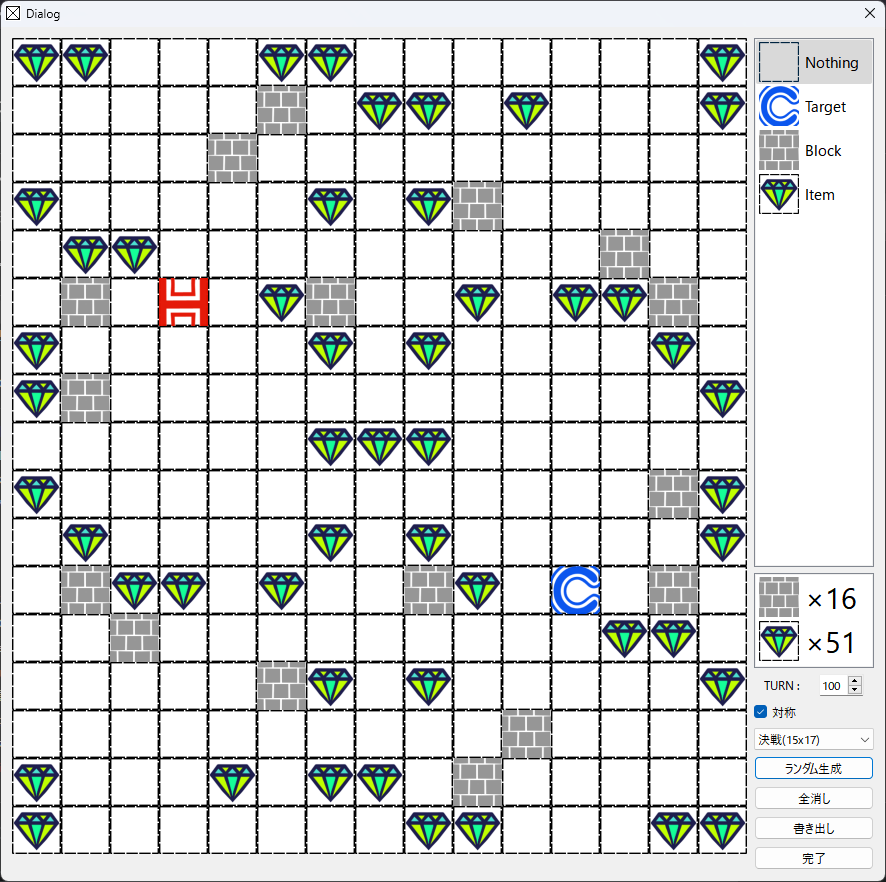 Dialog
Nothing
Target
Block
Item
H
C
×16
×51
TURN : 100
対称
決戦(15x17)
ランダム生成
全消し
書き出し
完了